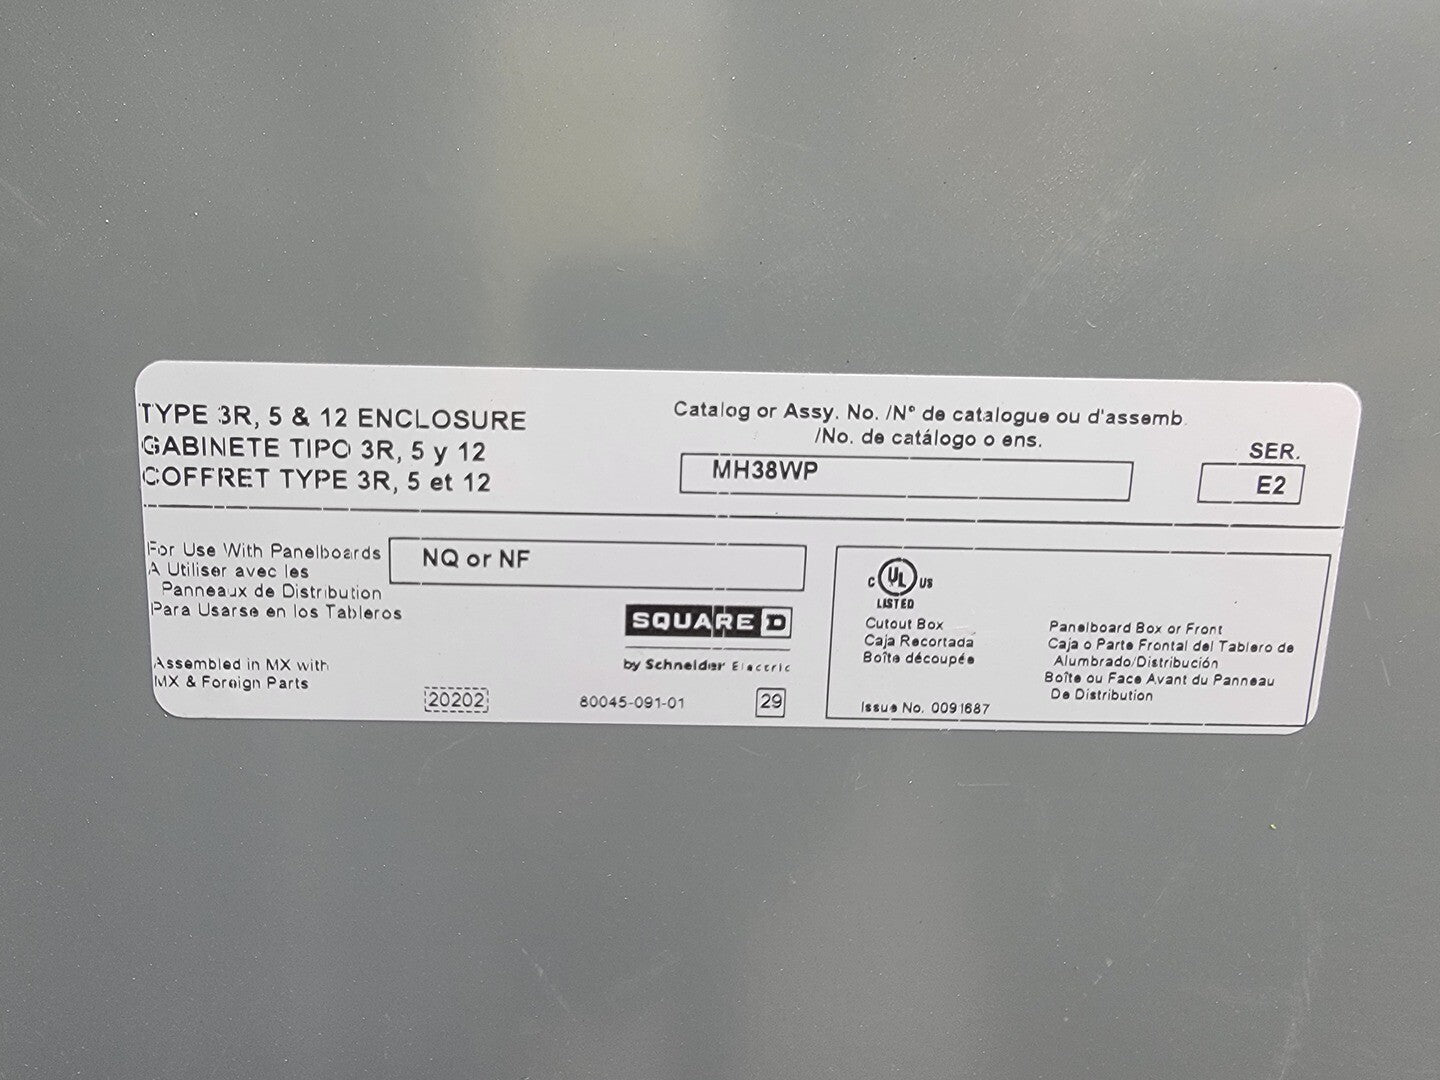 TYPE 3R, 5 & 12 ENCLOSURE
GABINETE TIPO 3R, 5 y 12
COFFRET TYPE 3R, 5 et 12
Catalog or Assy. No. /N° de catalogue ou d'assemb.
/No. de catálogo o ens.
MH38WP
SER.
E2
For Use With Panelboards
A Utiliser avec les
Panneaux de Distribution
Para Usarse en los Tableros
NQ or NF
Assembled in MX with
MX & Foreign Parts
20202
SQUARE D
by Schneider Electric
80045-091-01
29
C UL US
LISTED
Cutout Box
Caja Recortada
Boîte découpée
Issue No. 0091687
Panelboard Box or Front
Caja o Parte Frontal del Tablero de
Alumbrado/Distribución
Boîte ou Face Avant du Panneau
De Distribution